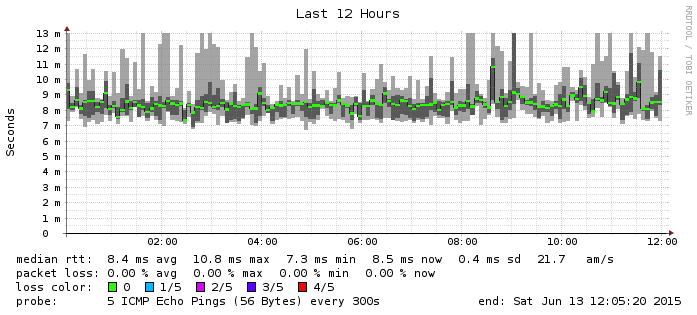 Last 12 Hours
RRDTOOL / TOBI OETIKER
Seconds
13 m
12 m
11 m
10 m
9 m
8 m
7 m
6 m
5 m
4 m
3 m
2 m
1 m
0
02:00 04:00 06:00 08:00 10:00 12:00
median rtt: 8.4 ms avg 10.8 ms max 7.3 ms min 8.5 ms now 0.4 ms sd 21.7 am/s
packet loss: 0.00 % avg 0.00 % max 0.00 % min 0.00 % now
loss color: 0 1/5 2/5 3/5 4/5
probe: 5 ICMP Echo Pings (56 Bytes) every 300s end: Sat Jun 13 12:05:20 2015